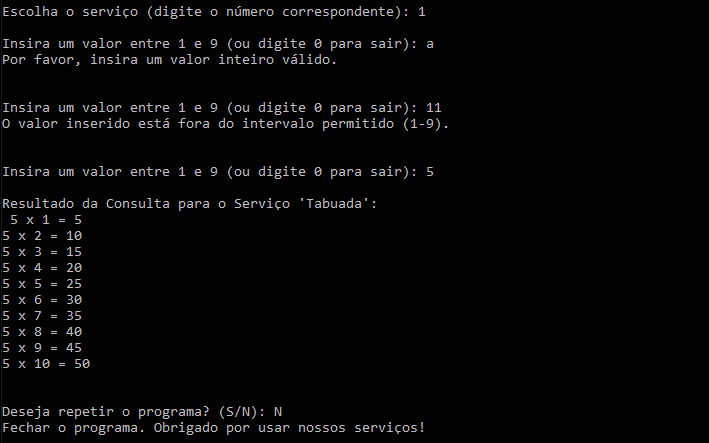 Escolha o serviço (digite o número correspondente): 1
Insira um valor entre 1 e 9 (ou digite 0 para sair): a
Por favor, insira um valor inteiro válido.
Insira um valor entre 1 e 9 (ou digite 0 para sair): 11
O valor inserido está fora do intervalo permitido (1-9).
Insira um valor entre 1 e 9 (ou digite 0 para sair): 5
Resultado da Consulta para o Serviço 'Tabuada':
5 x 1 = 5
5 x 2 = 10
5 x 3 = 15
5 x 4 = 20
5 x 5 = 25
5 x 6 = 30
5 x 7 = 35
5 x 8 = 40
5 x 9 = 45
5 x 10 = 50
Deseja repetir o programa? (S/N): N
Fechar o programa. Obrigado por usar nossos serviços!